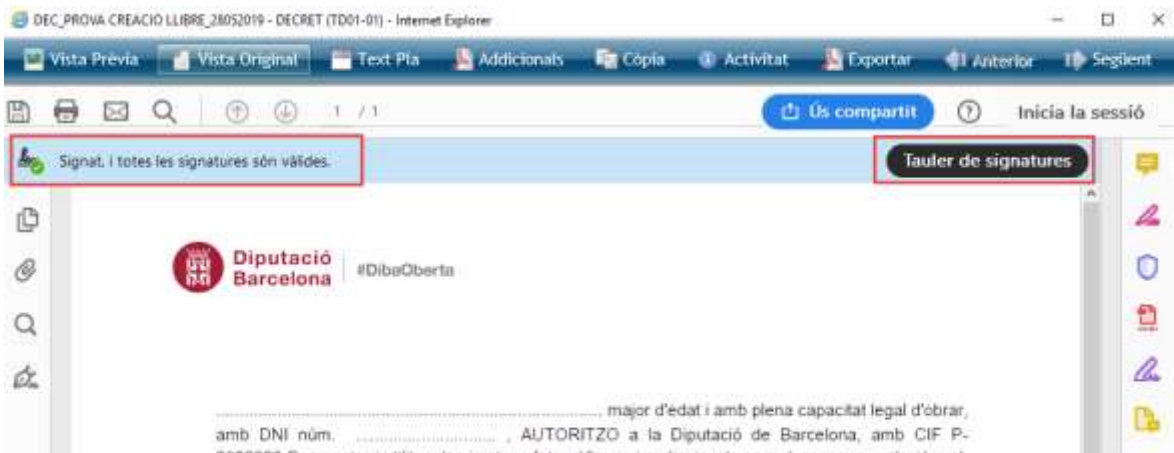 DEC_PROVA CREACIO LLIBRE_28052019 - DECRET (TD01-01) - Internet Explorer
Vista Prèvia Vista Original Text Pla Addicionals Còpia Activitat Exportar Anterior Següent
1 / 1 Ús compartit Inicia la sessió
Signat, i totes les signatures són vàlides. Tauler de signatures
Diputació
Barcelona
#DibaOberta
, major d'edat i amb plena capacitat legal d'obrar,
amb DNI núm. , AUTORITZO a la Diputació de Barcelona, amb CIF P-